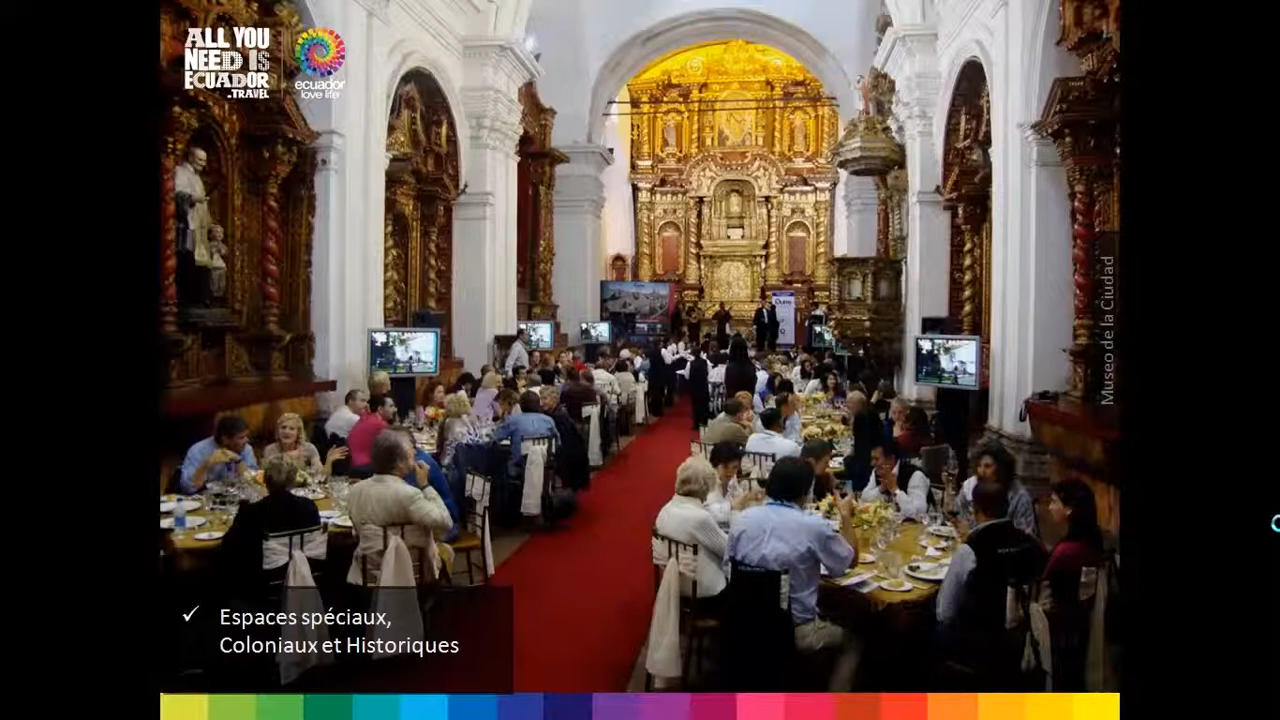 ALL YOU
NEED IS
ECUADOR
.TRAVEL
ecuador
love life
Museo de la Ciudad
✓ Espaces spéciaux,
Coloniaux et Historiques